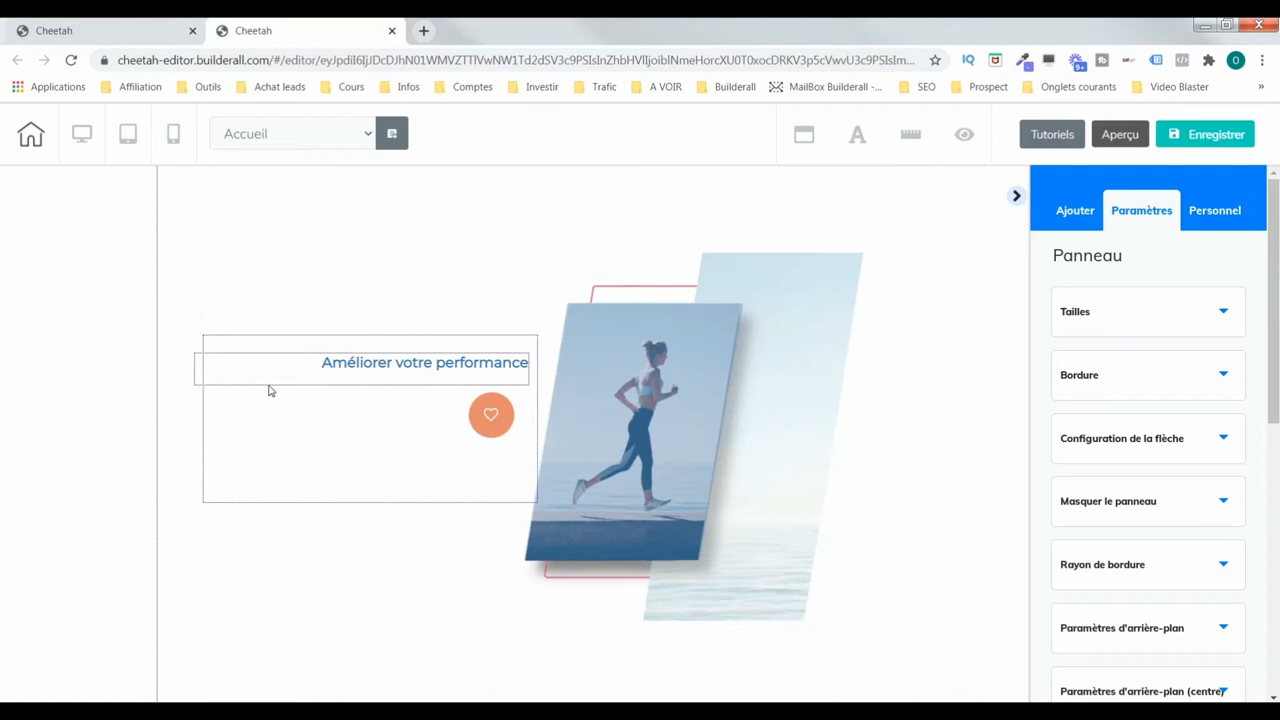 Cheetah
Cheetah
cheetah-editor.builderall.com
Applications
Affiliation
Outils
Achat leads
Cours
Infos
Comptes
Investir
Trafic
A VOIR
Builderall
MailBox Builderall -...
SEO
Prospect
Onglets courants
Video Blaster
Accueil
Tutoriels
Aperçu
Enregistrer
Ajouter
Paramètres
Personnel
Panneau
Tailles
Bordure
Configuration de la flèche
Masquer le panneau
Rayon de bordure
Paramètres d'arrière-plan
Paramètres d'arrière-plan (centre)
Améliorer votre performance